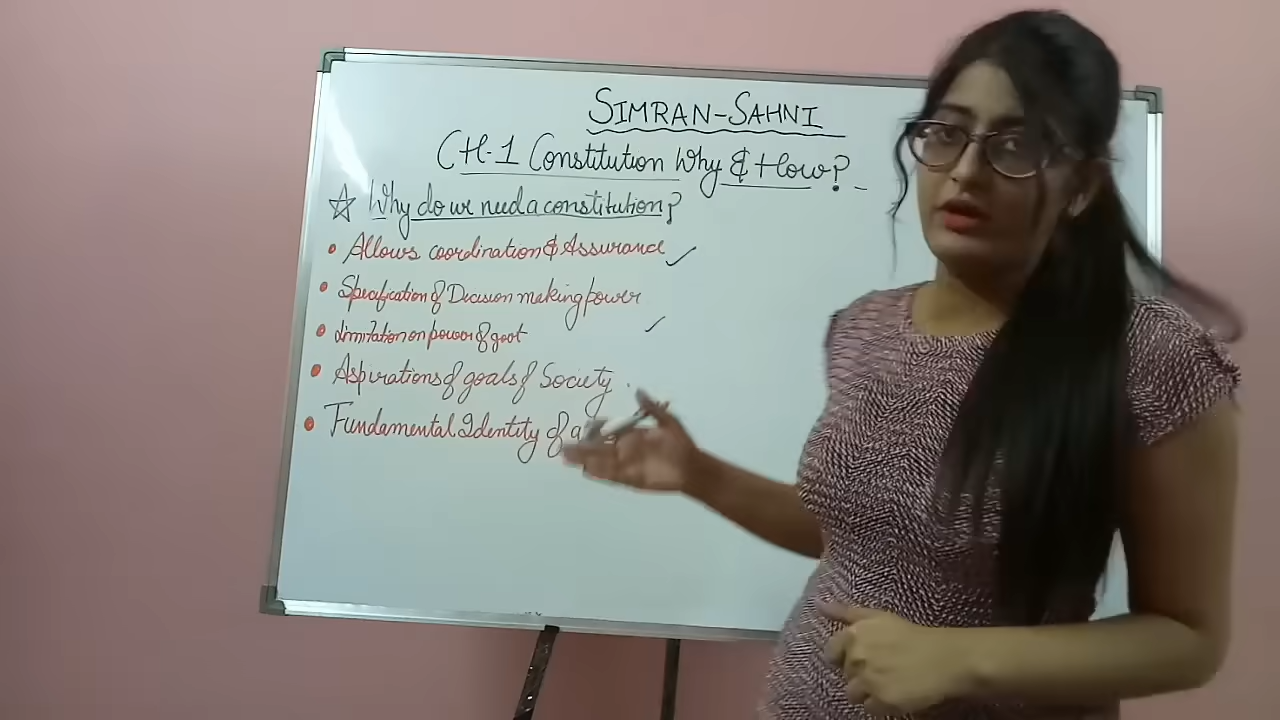 SIMRAN-SAHNI
CH-1 Constitution Why & How?
Why do we need a constitution?
Allows coordination & Assurance
Specification of Decision making power
Limitation on power of govt
Aspirations of goals of Society
Fundamental Identity of a